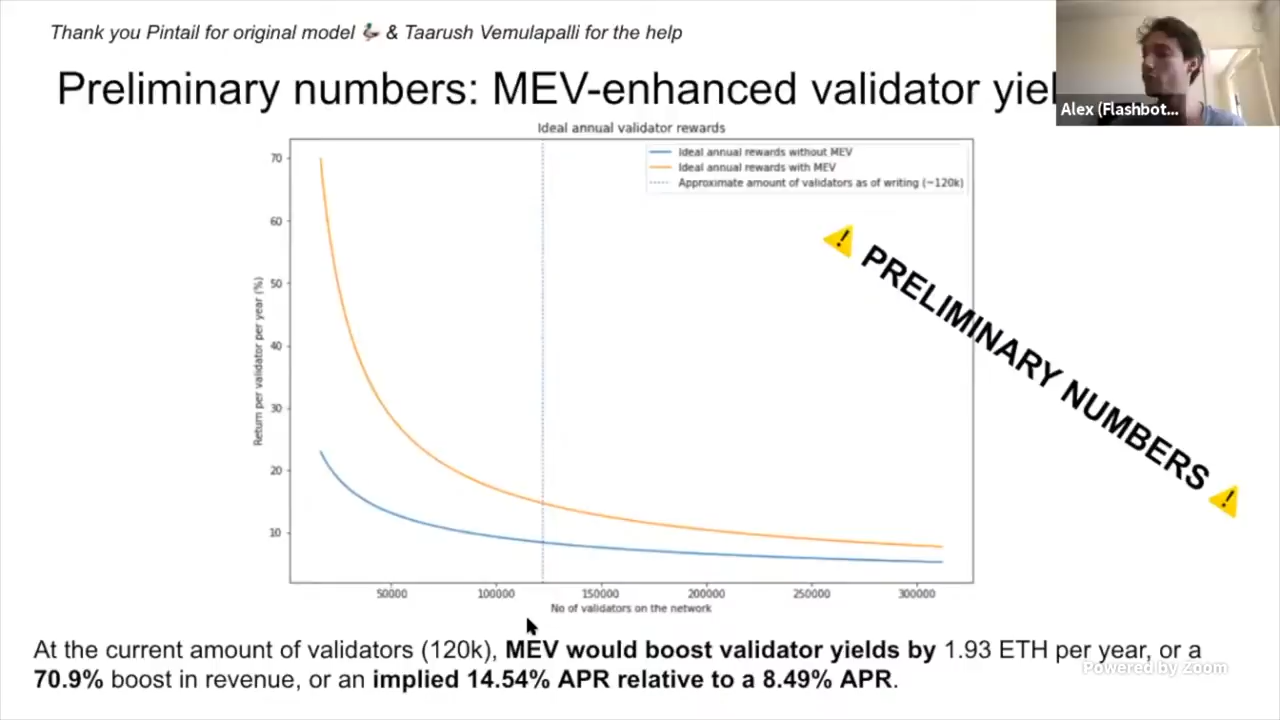 Thank you Pintail for original model 🦆 & Taarush Vemulapalli for the help
Preliminary numbers: MEV-enhanced validator yiel
Alex (Flashbot...
Ideal annual validator rewards
Ideal annual rewards without MEV
Ideal annual rewards with MEV
Approximate amount of validators as of writing (~120k)
⚠️ PRELIMINARY NUMBERS ⚠️
Return per validator per year (%)
70
60
50
40
30
20
10
50000 100000 150000 200000 250000 300000
No of validators on the network
At the current amount of validators (120k), MEV would boost validator yields by 1.93 ETH per year, or a
70.9% boost in revenue, or an implied 14.54% APR relative to a 8.49% APR.
Powered by Zoom